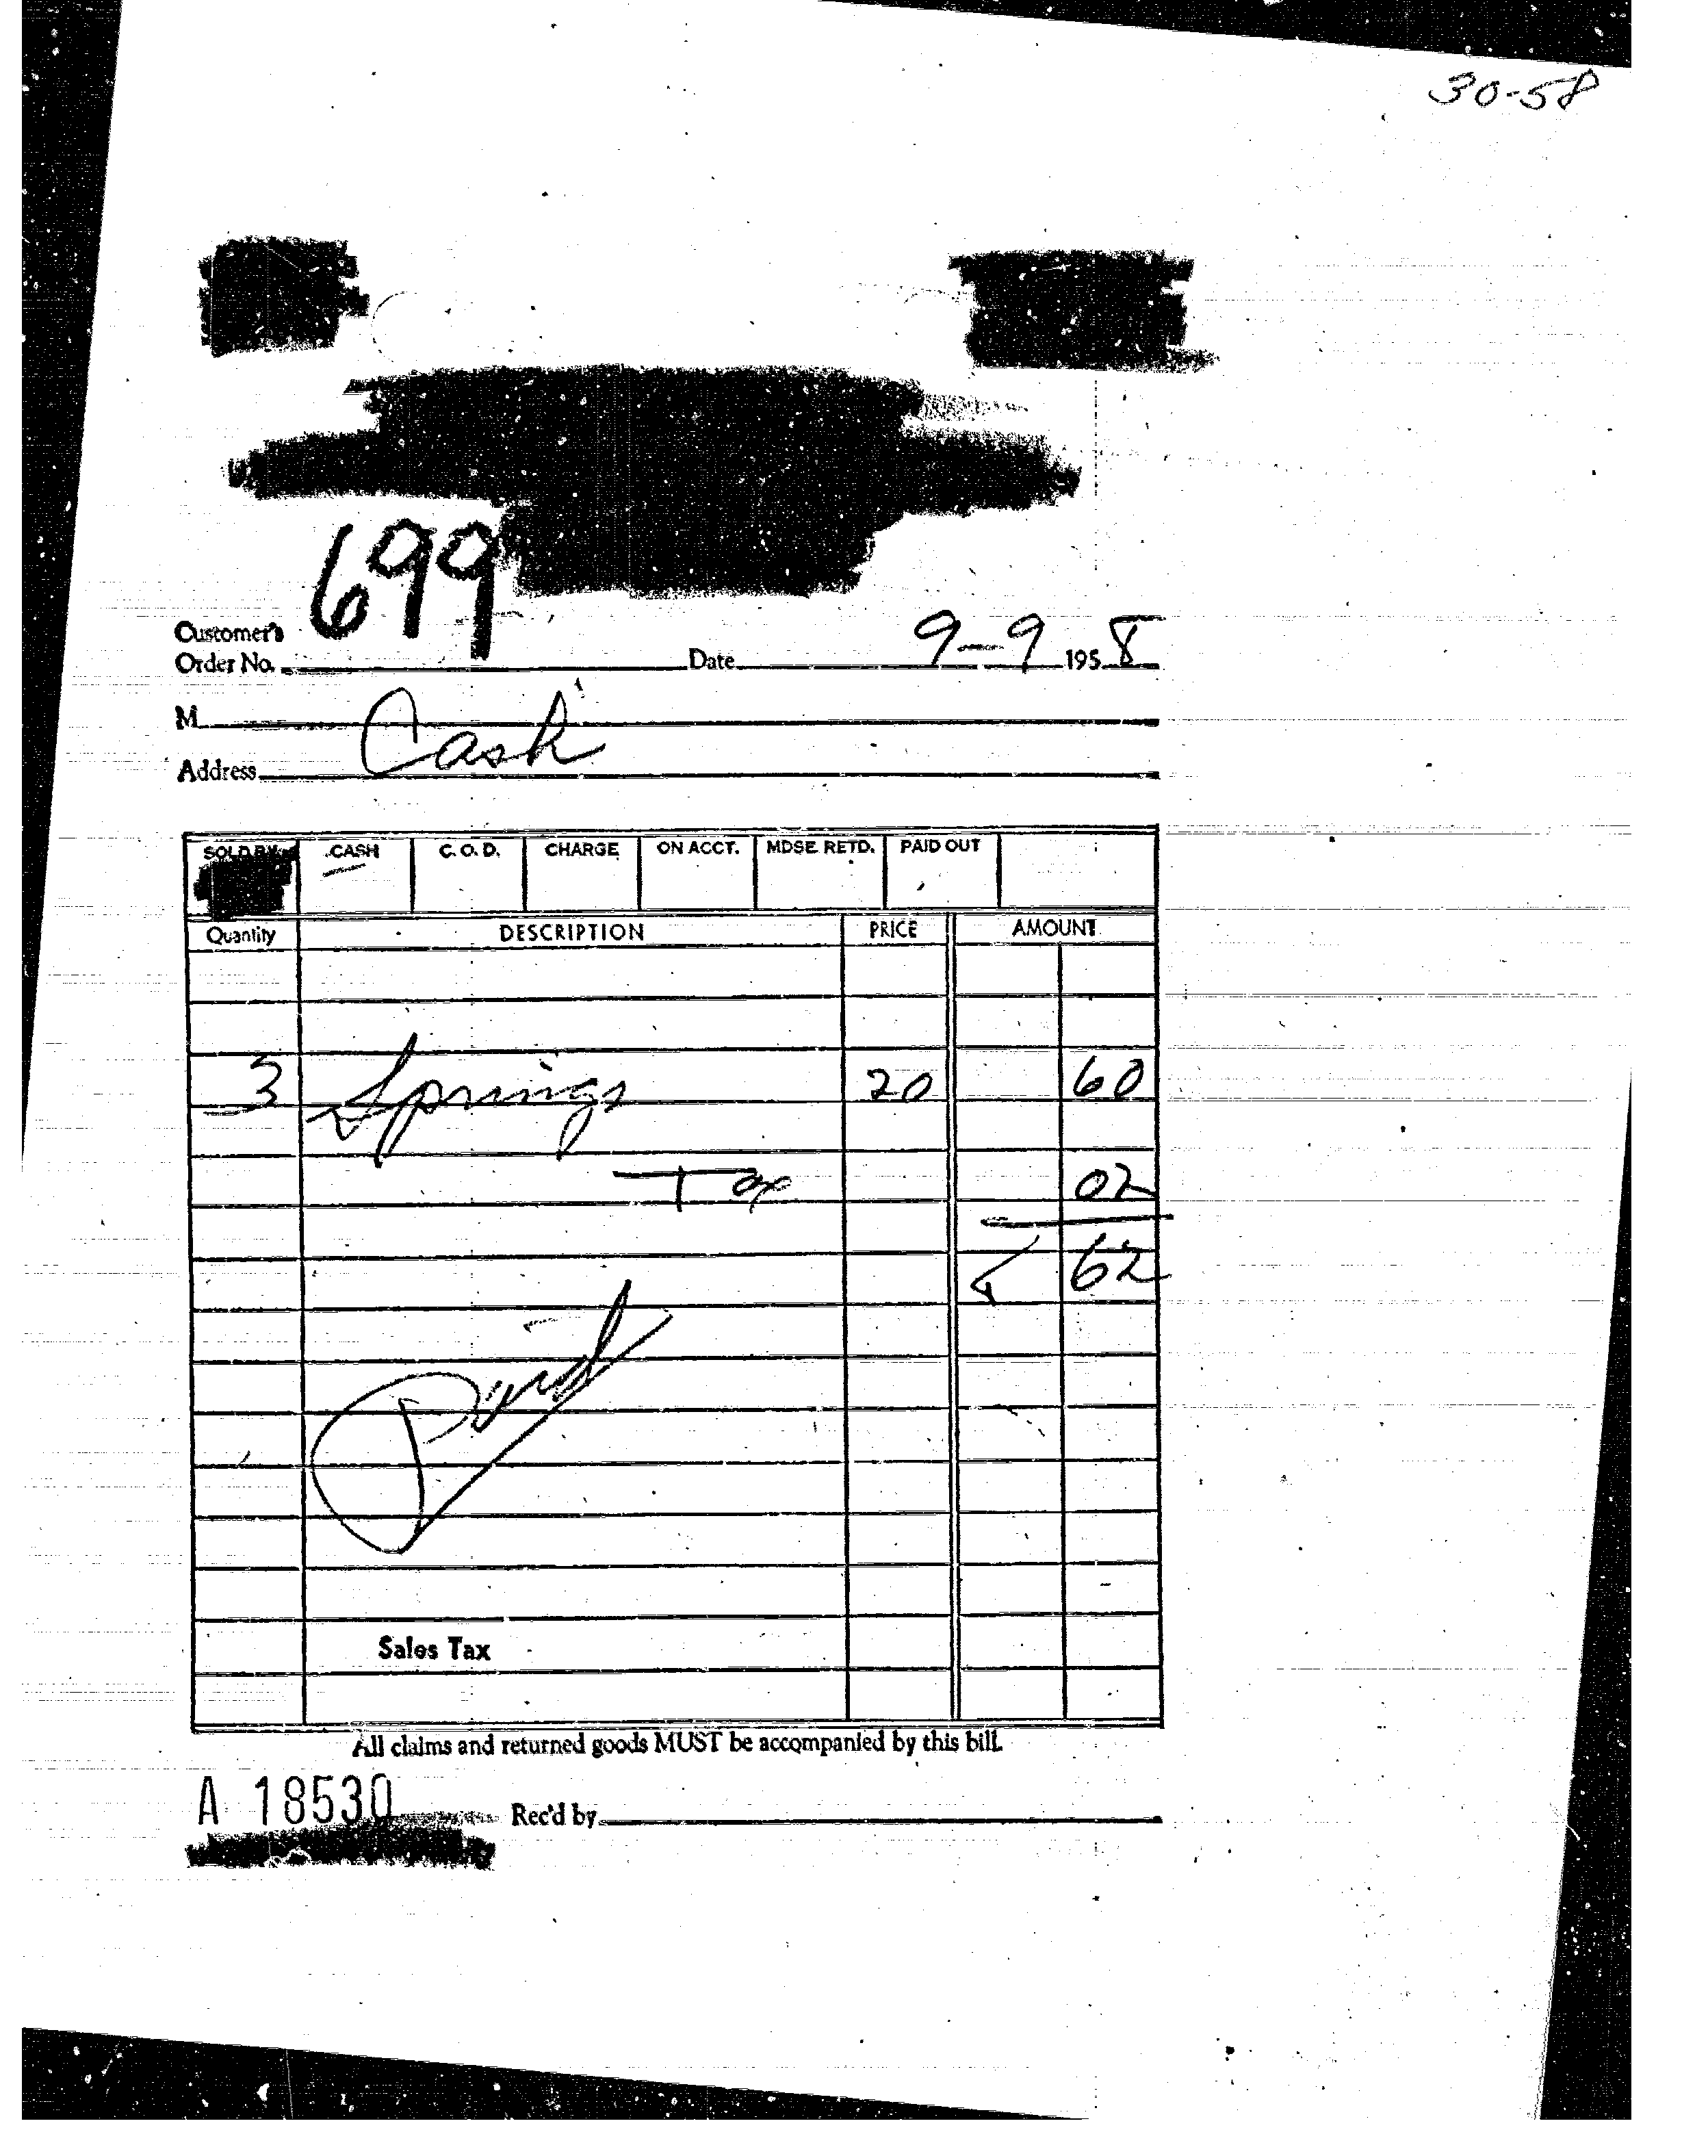 30-58
699
Customer's
Order No. Date 9-9 1958
M
Cash
Address
SOLD BY CASH C.O.D. CHARGE ON ACCT. MDSE. RETD. PAID OUT
Quantity DESCRIPTION PRICE AMOUNT
3 Springs 20 60
Tax 02
62
Paid
Sales Tax
All claims and returned goods MUST be accompanied by this bill.
A 18530 Rec'd by